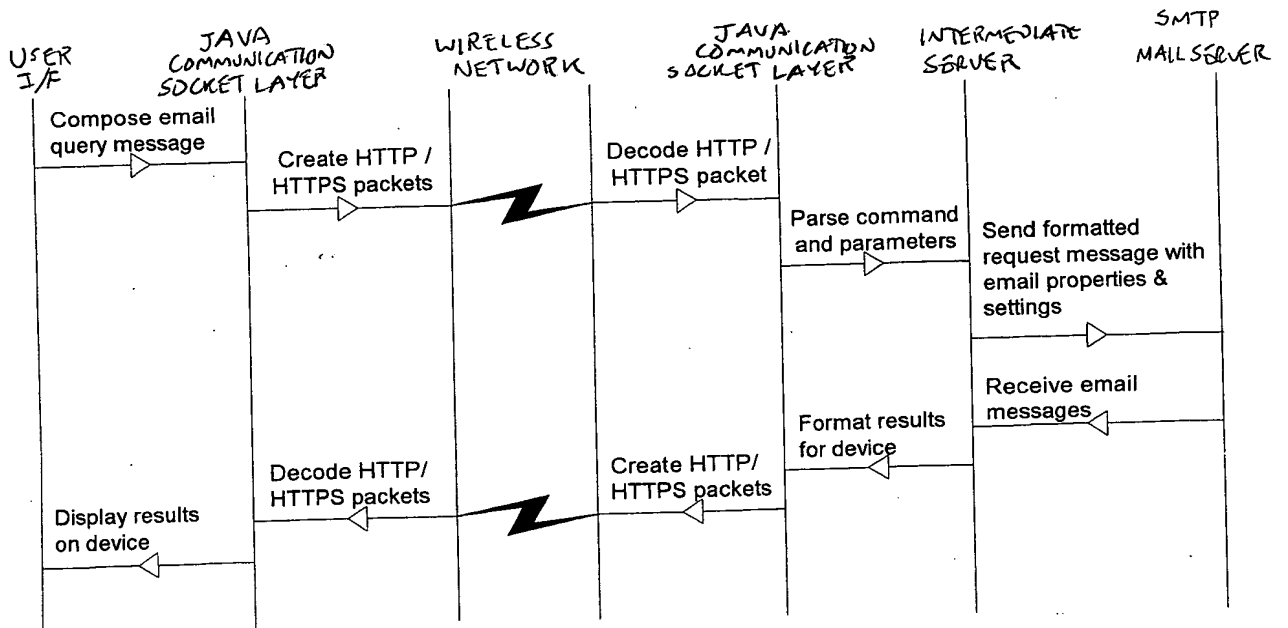 USER
I/F
JAVA
COMMUNICATION
SOCKET LAYER
WIRELESS
NETWORK
JAVA
COMMUNICATION
SOCKET LAYER
INTERMEDIATE
SERVER
SMTP
MAIL SERVER
Compose email
query message
Create HTTP /
HTTPS packets
Decode HTTP /
HTTPS packet
Parse command
and parameters
Send formatted
request message with
email properties &
settings
Receive email
messages
Format results
for device
Create HTTP/
HTTPS packets
Decode HTTP/
HTTPS packets
Display results
on device